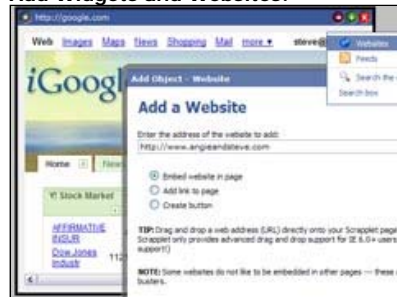 Add Widgets and Websites:
http://google.com
Web Images Maps News Shopping Mail more ▼ steve@
Websites
Feeds
Search the
Search box
iGoogl
Add Object - Website
Add a Website
Enter the address of the website to add:
http://www.angieandsteve.com
Embed website in page
Add link to page
Create button
Home
New
Y! Stock Market
AFFIRMATIVE
INSUR
Dow Jones
Industr
112
TIP: Drag and drop a web address (URL) directly onto your Scrapplet page
Scrapplet only provides advanced drag and drop support for IE 6.0+ users
support!)
NOTE: Some websites do not like to be embedded in other pages — these a
busters.